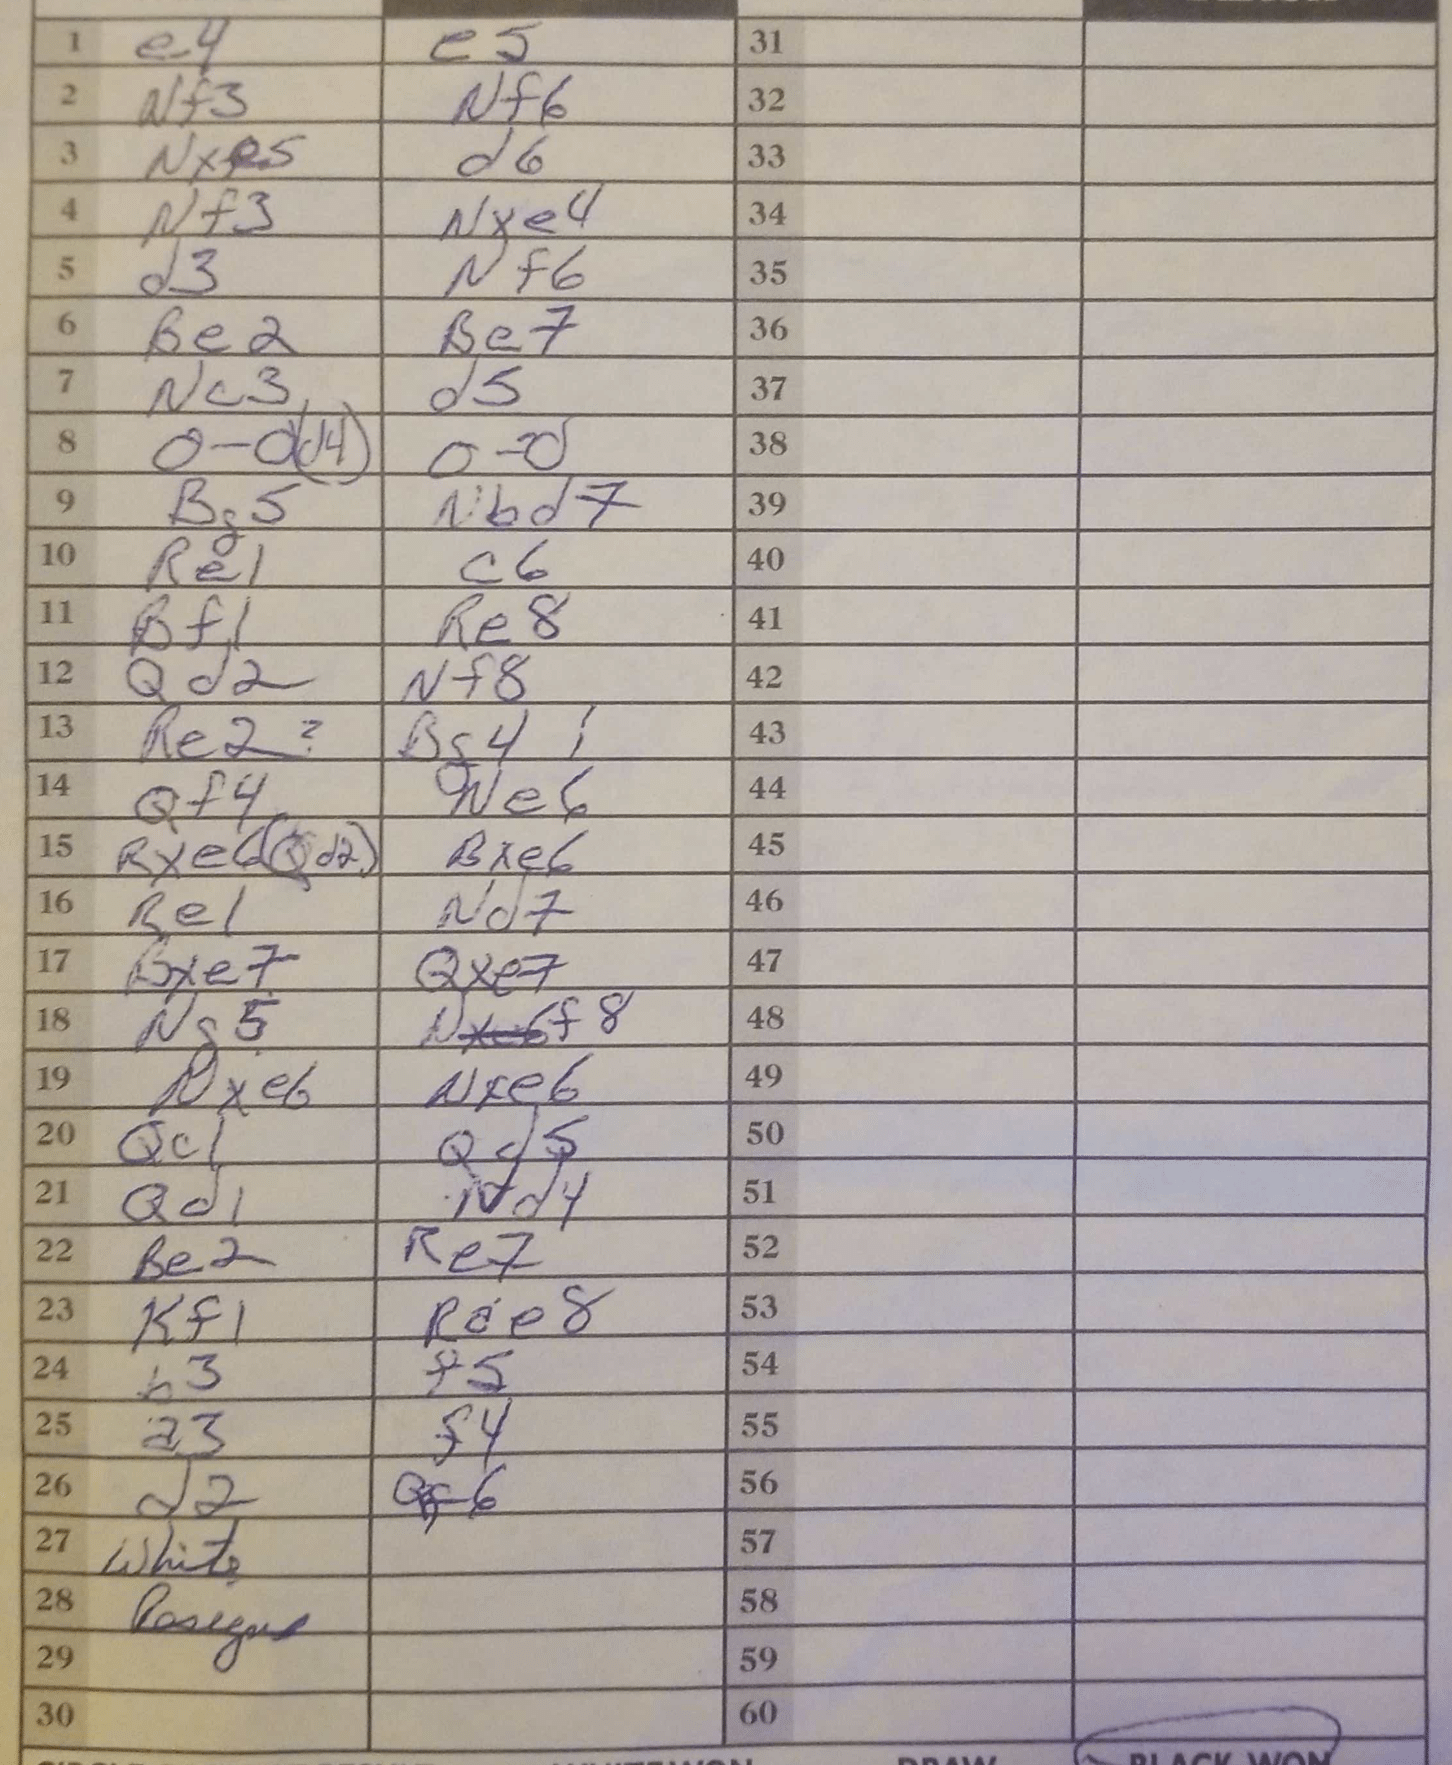 1 e4 e5 31
2 Nf3 Nf6 32
3 Nxe5 d6 33
4 Nf3 Nxe4 34
5 d3 Nf6 35
6 Be2 Be7 36
7 Nc3 d5 37
8 0-0(d4) 0-0 38
9 Bg5 Nbd7 39
10 Re1 c6 40
11 Bf1 Re8 41
12 Qd2 Nf8 42
13 Re2? Bg4! 43
14 Qf4 Ne6 44
15 Rxe6(Qd2) Bxe6 45
16 Re1 Nd7 46
17 Bxe7 Qxe7 47
18 Ng5 Nf8 48
19 Nxe6 Nxe6 49
20 Qc1 Qd5 50
21 Qd1 Nd4 51
22 Be2 Re7 52
23 Kf1 Rae8 53
24 b3 f5 54
25 a3 f4 55
26 d2 56
27 White 57
28 58
29 59
30 60
DRAW BLACK WON